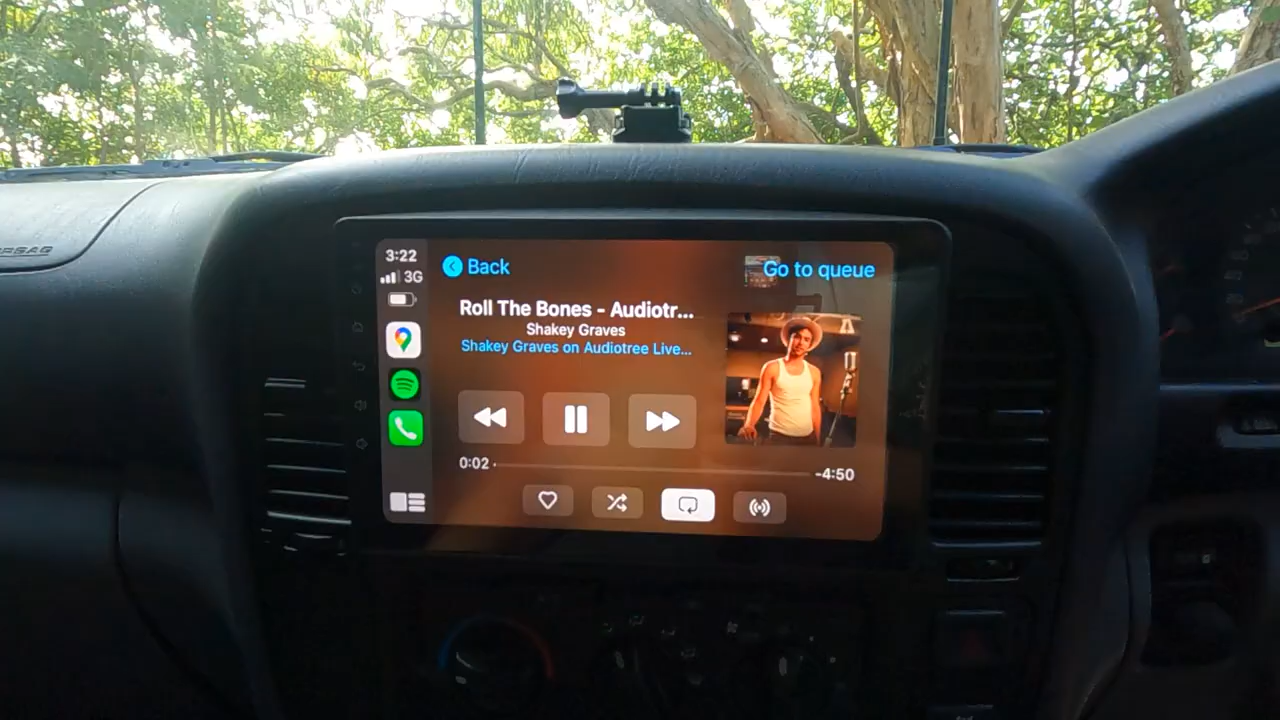 3:22
3G
Back
Go to queue
Roll The Bones - Audiotr...
Shakey Graves
Shakey Graves on Audiotree Live...
0:02
-4:50